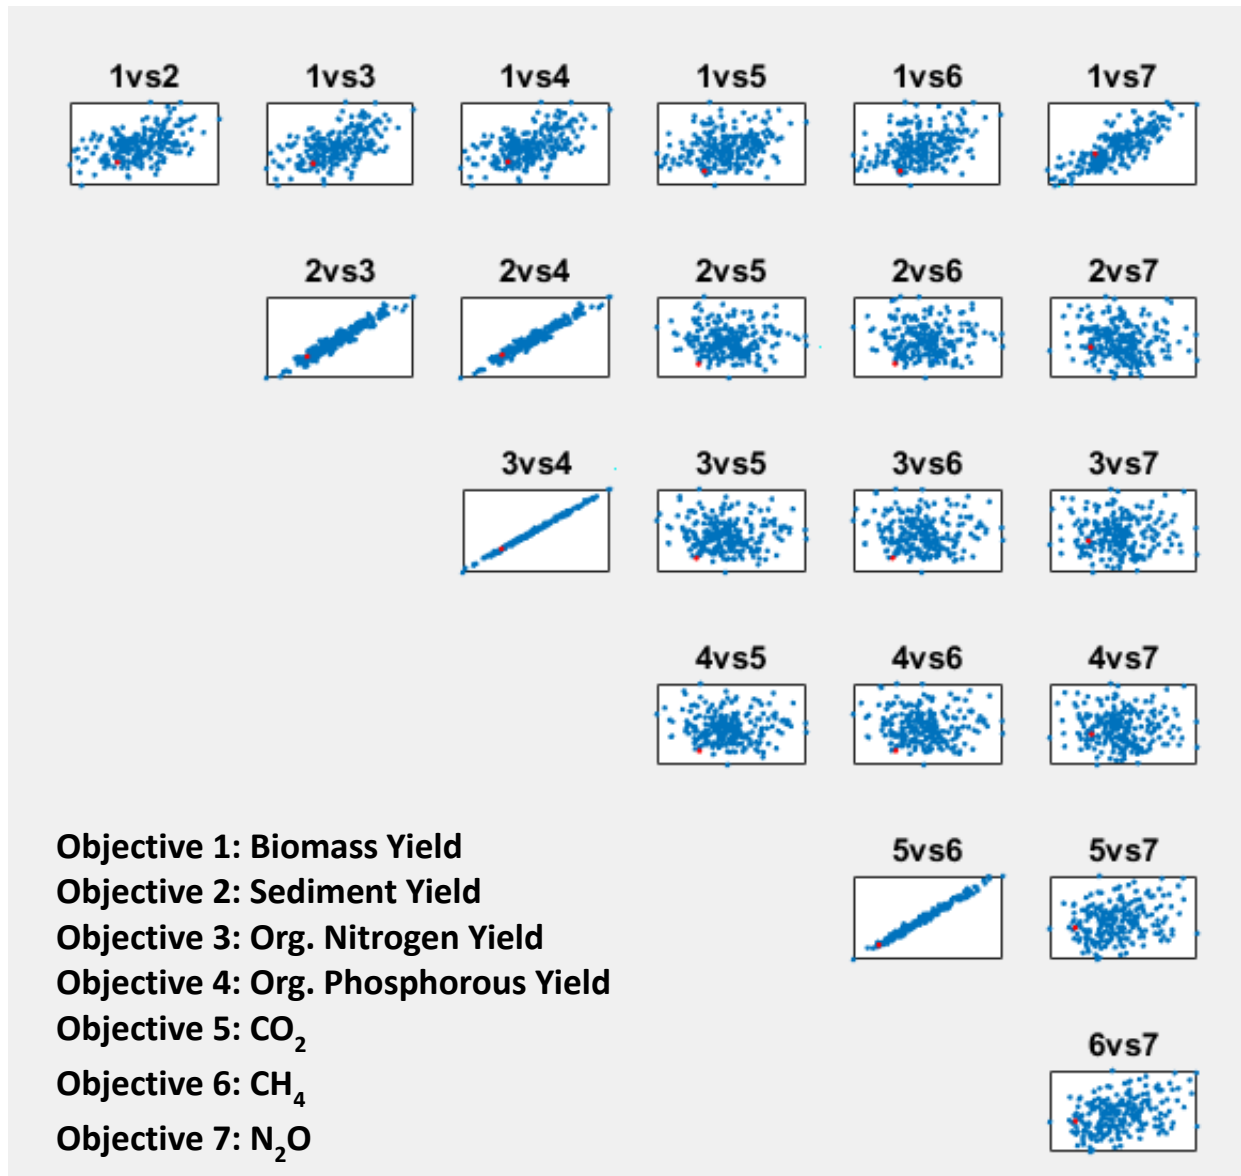 1vs2 1vs3 1vs4 1vs5 1vs6 1vs7
2vs3 2vs4 2vs5 2vs6 2vs7
3vs4 3vs5 3vs6 3vs7
4vs5 4vs6 4vs7
5vs6 5vs7
6vs7
Objective 1: Biomass Yield
Objective 2: Sediment Yield
Objective 3: Org. Nitrogen Yield
Objective 4: Org. Phosphorous Yield
Objective 5: CO₂
Objective 6: CH₄
Objective 7: N₂O